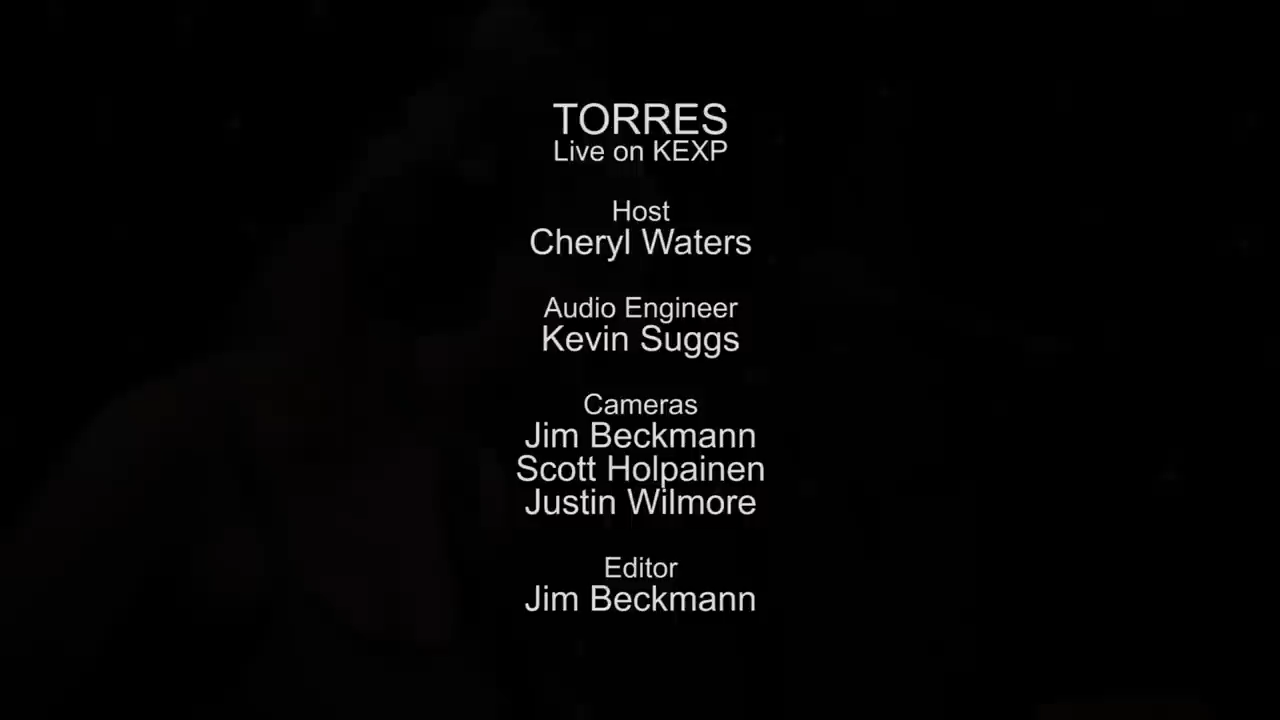 TORRES
Live on KEXP
Host
Cheryl Waters
Audio Engineer
Kevin Suggs
Cameras
Jim Beckmann
Scott Holpainen
Justin Wilmore
Editor
Jim Beckmann